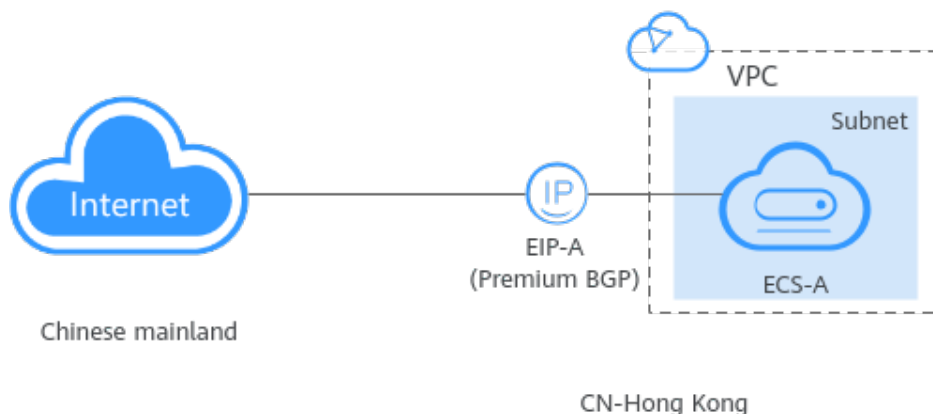 VPC
Subnet
Internet
IP
EIP-A
(Premium BGP)
ECS-A
Chinese mainland
CN-Hong Kong